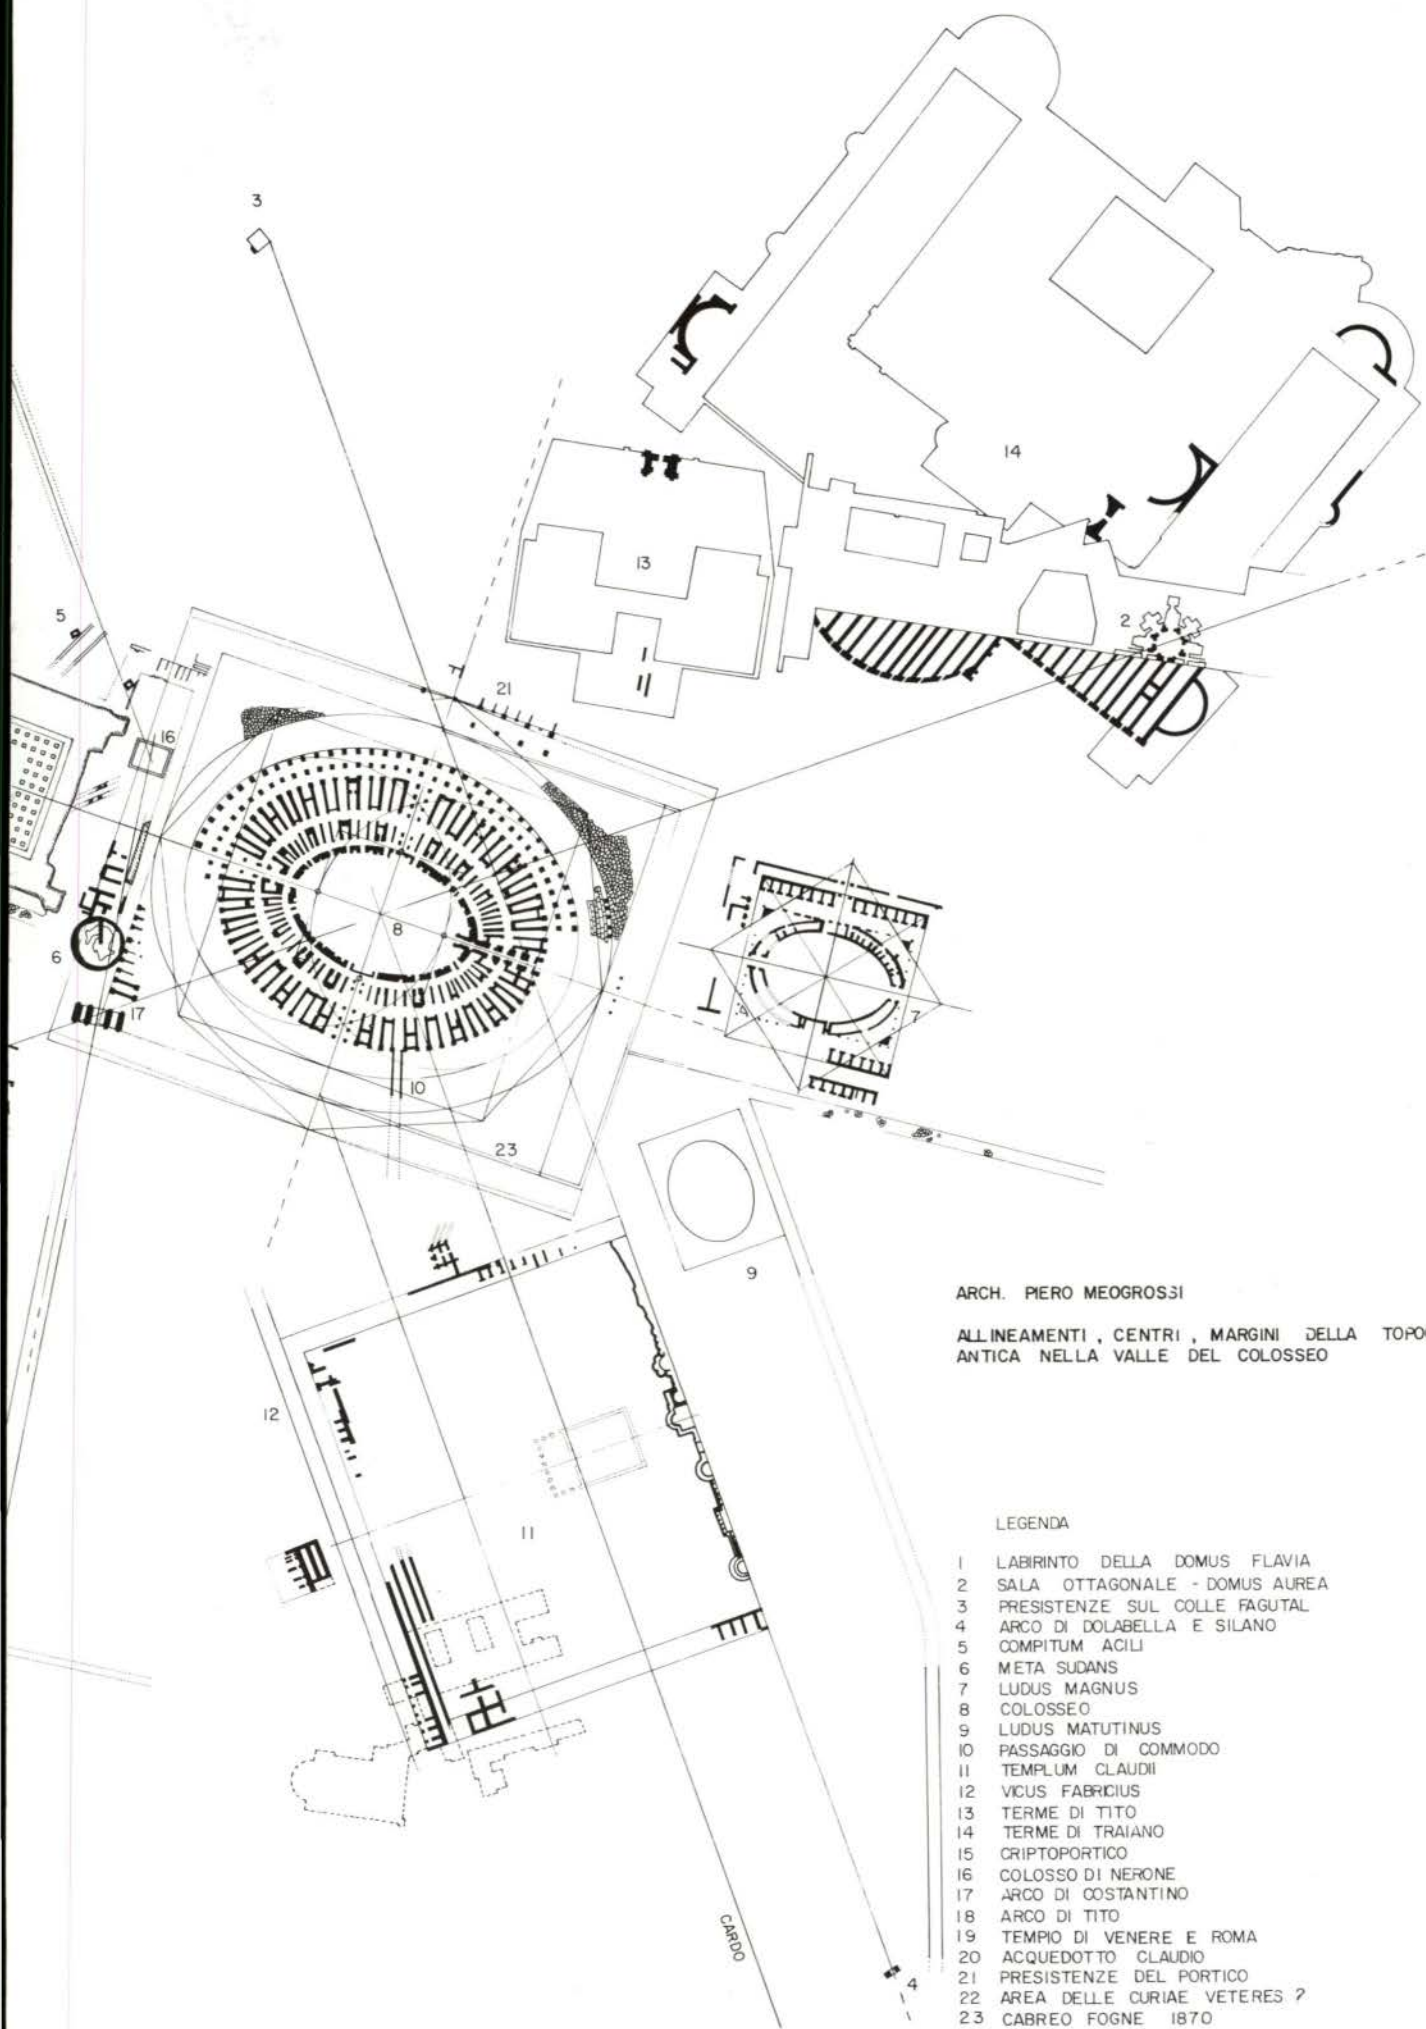 3
14
13
2
5
21
16
8
6
7
17
10
23
9
ARCH. PIERO MEOGROSSI
ALLINEAMENTI, CENTRI, MARGINI DELLA TOPO
ANTICA NELLA VALLE DEL COLOSSEO
12
11
CARDO
4
LEGENDA
1 LABIRINTO DELLA DOMUS FLAVIA
2 SALA OTTAGONALE - DOMUS AUREA
3 PRESISTENZE SUL COLLE FAGUTAL
4 ARCO DI DOLABELLA E SILANO
5 COMPITUM ACILI
6 META SUDANS
7 LUDUS MAGNUS
8 COLOSSEO
9 LUDUS MATUTINUS
10 PASSAGGIO DI COMMODO
11 TEMPLUM CLAUDII
12 VICUS FABRICIUS
13 TERME DI TITO
14 TERME DI TRAIANO
15 CRIPTOPORTICO
16 COLOSSO DI NERONE
17 ARCO DI COSTANTINO
18 ARCO DI TITO
19 TEMPIO DI VENERE E ROMA
20 ACQUEDOTTO CLAUDIO
21 PRESISTENZE DEL PORTICO
22 AREA DELLE CURIAE VETERES ?
23 CABREO FOGNE 1870